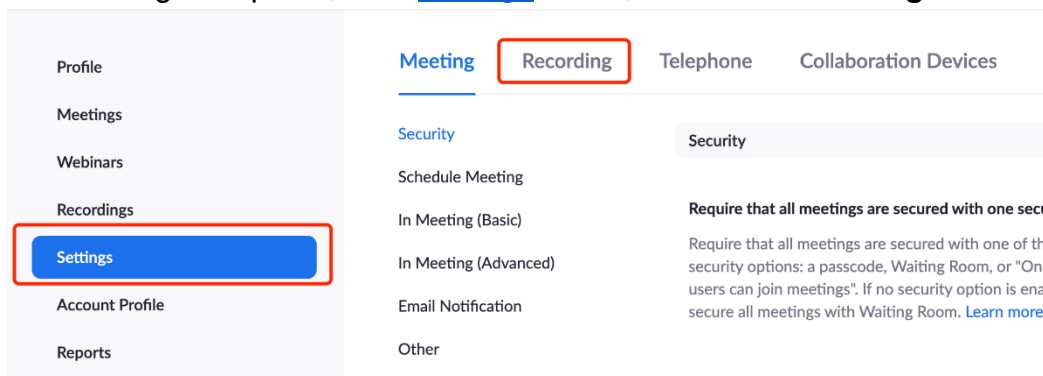 Profile
Meetings
Webinars
Recordings
Settings
Account Profile
Reports
Meeting Recording Telephone Collaboration Devices
Security
Schedule Meeting
In Meeting (Basic)
In Meeting (Advanced)
Email Notification
Other
Security
Require that all meetings are secured with one
Require that all meetings are secured with one of
security options: a passcode, Waiting Room, or
users can join meetings". If no security option is
secure all meetings with Waiting Room. Learn more